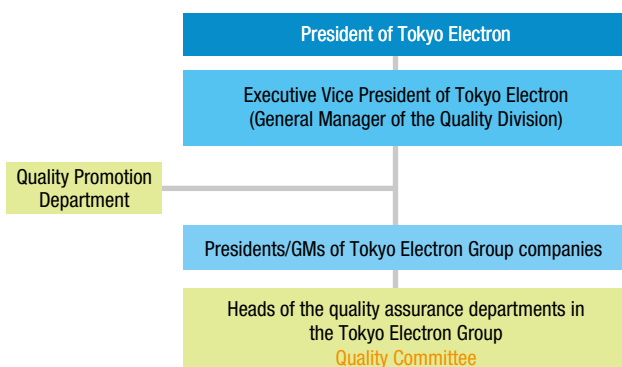 President of Tokyo Electron
Executive Vice President of Tokyo Electron
(General Manager of the Quality Division)
Quality Promotion
Department
Presidents/GMs of Tokyo Electron Group companies
Heads of the quality assurance departments in
the Tokyo Electron Group
Quality Committee